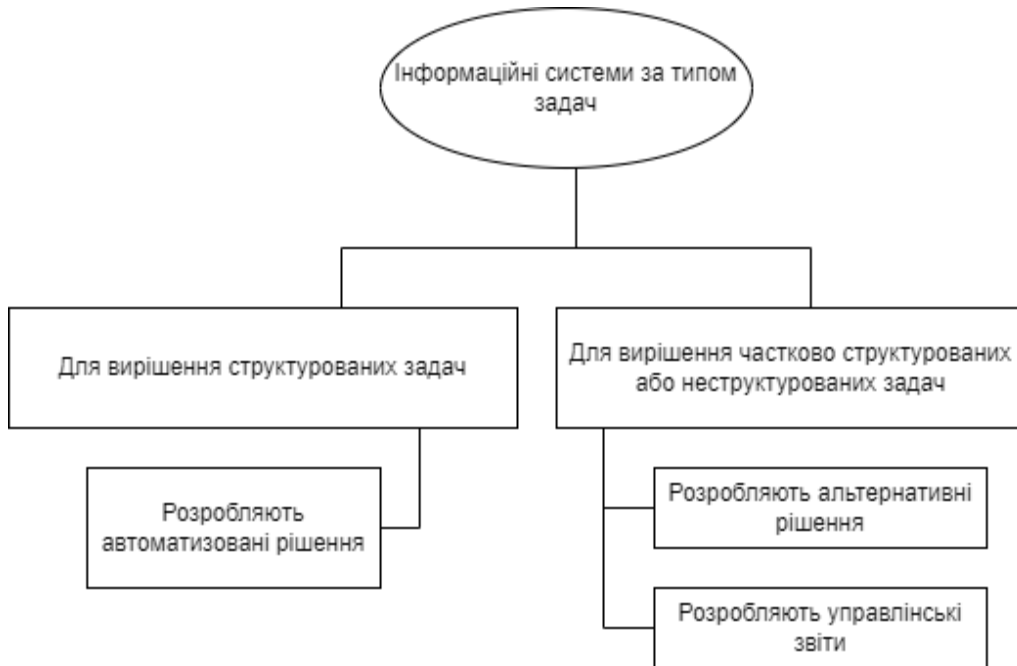 Інформаційні системи за типом
задач
Для вирішення структурованих задач
Для вирішення частково структурованих
або неструктурованих задач
Розробляють
автоматизовані рішення
Розробляють альтернативні
рішення
Розробляють управлінські
звіти